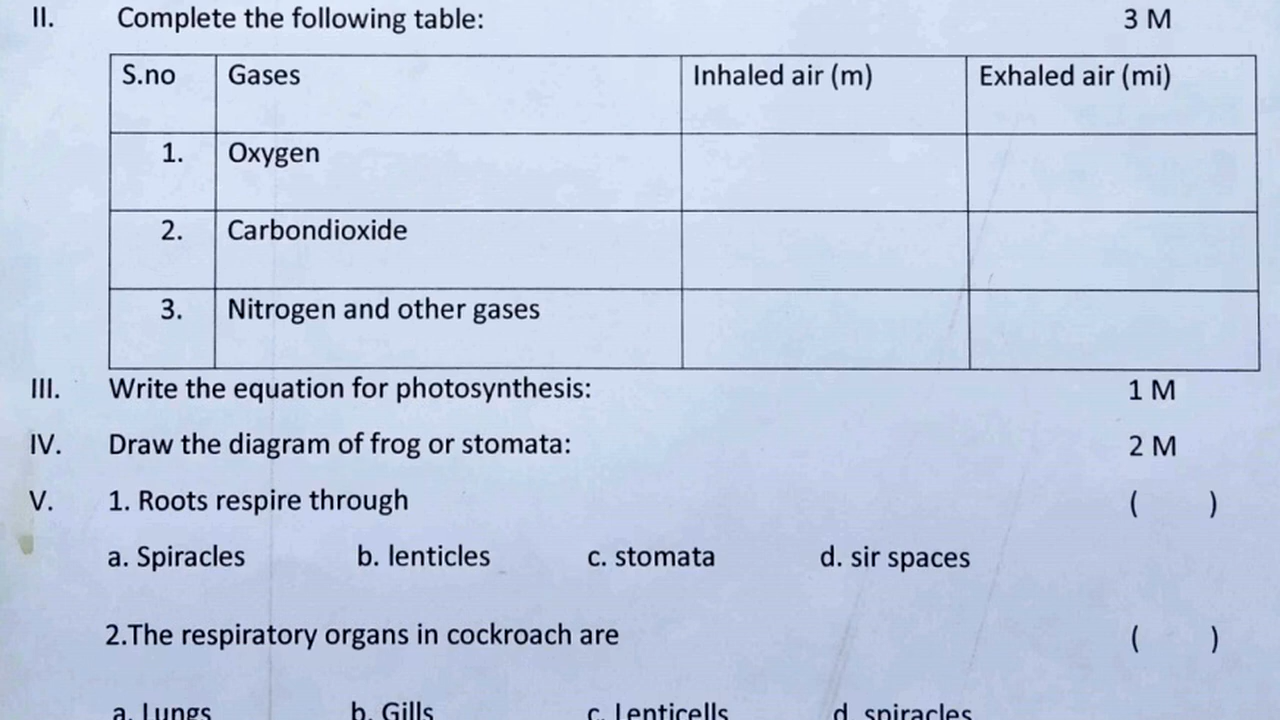 II. Complete the following table: 3 M
S.no Gases Inhaled air (m) Exhaled air (mi)
1. Oxygen
2. Carbondioxide
3. Nitrogen and other gases
III. Write the equation for photosynthesis: 1 M
IV. Draw the diagram of frog or stomata: 2 M
V. 1. Roots respire through ( )
a. Spiracles b. lenticles c. stomata d. sir spaces
2.The respiratory organs in cockroach are ( )
a. Lungs b. Gills c. Lenticells d. spiracles